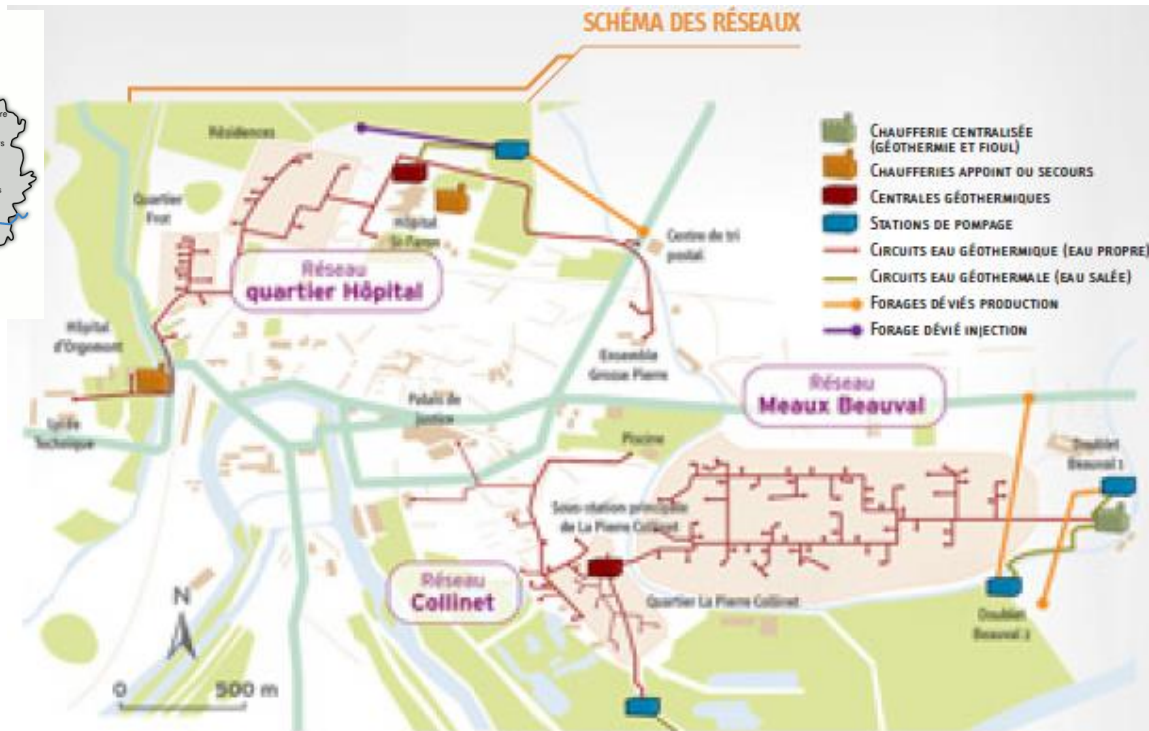 SCHÉMA DES RÉSEAUX
CHAUFFERIE CENTRALISÉE
(GÉOTHERMIE ET FIOUL)
CHAUFFERIES APPOINT OU SECOURS
CENTRALES GÉOTHERMIQUES
STATIONS DE POMPAGE
CIRCUITS EAU GÉOTHERMIQUE (EAU PROPRE)
CIRCUITS EAU GÉOTHERMALE (EAU SALÉE)
FORAGES DÉVIÉS PRODUCTION
FORAGE DÉVIÉ INJECTION
Résidences
Quartier
Frot
Hôpital
St Faron
Centre de tri
postal
Réseau
quartier Hôpital
Hôpital
d'Orgemont
Ensemble
Grosse Pierre
Réseau
Meaux Beauval
Lycée
Technique
Palais de
Justice
Piscine
Doublet
Beauval 1
Sous-station principale
de La Pierre Collinet
Réseau
Collinet
Quartier La Pierre Collinet
Doublet
Beauval 2
N
0 500 m